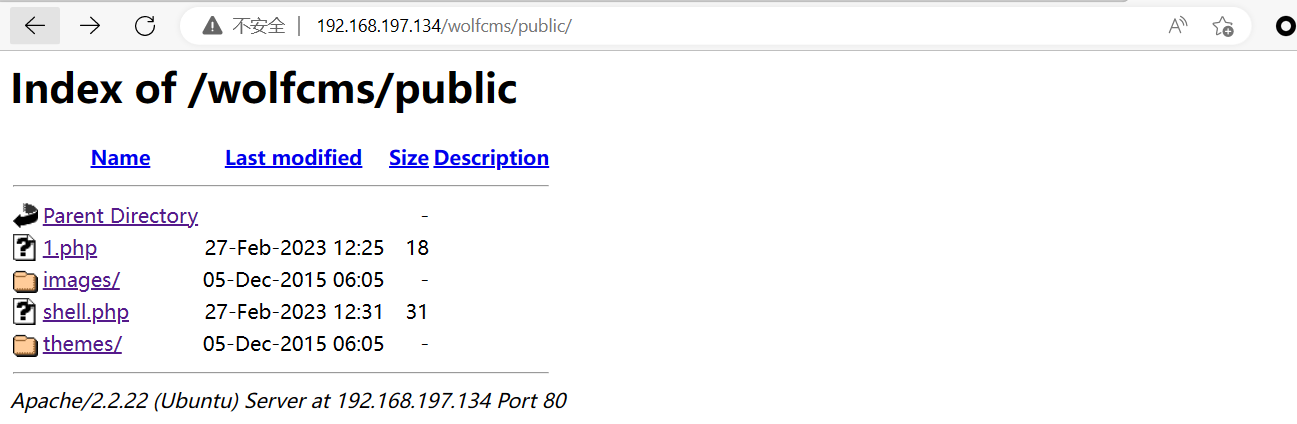 不安全 | 192.168.197.134/wolfcms/public/
Index of /wolfcms/public
Name Last modified Size Description
Parent Directory -
1.php 27-Feb-2023 12:25 18
images/ 05-Dec-2015 06:05 -
shell.php 27-Feb-2023 12:31 31
themes/ 05-Dec-2015 06:05 -
Apache/2.2.22 (Ubuntu) Server at 192.168.197.134 Port 80